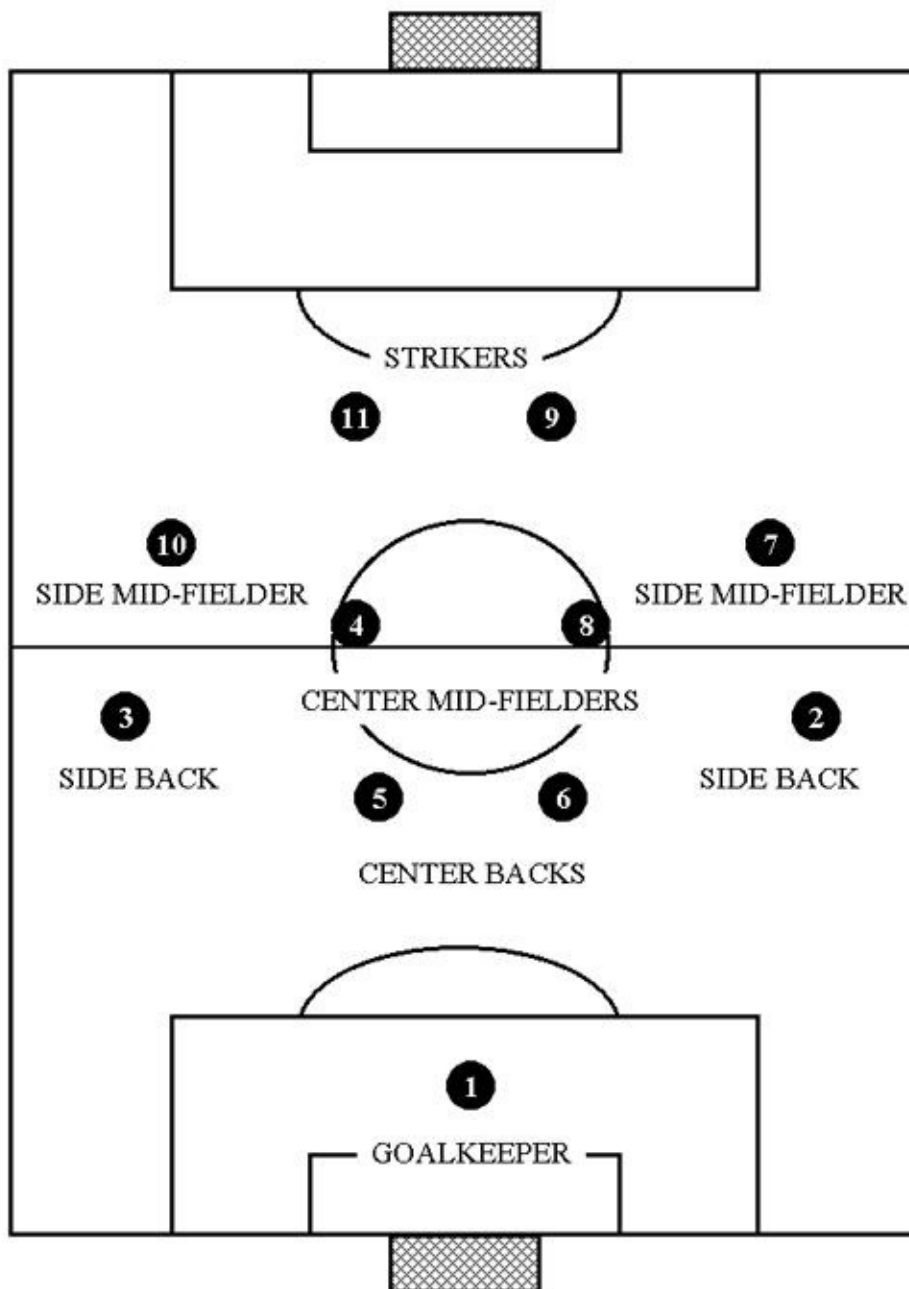 STRIKERS
11 9
10 7
SIDE MID-FIELDER SIDE MID-FIELDER
4 8
CENTER MID-FIELDERS
3 2
SIDE BACK SIDE BACK
5 6
CENTER BACKS
1
GOALKEEPER